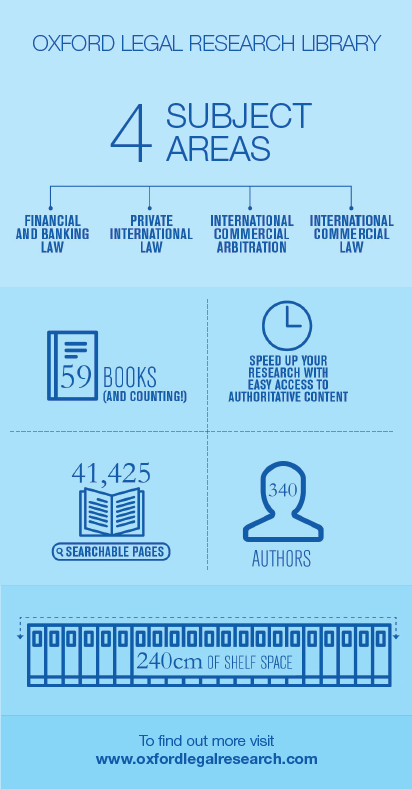 OXFORD LEGAL RESEARCH LIBRARY
4 SUBJECT
AREAS
FINANCIAL
AND BANKING
LAW
PRIVATE
INTERNATIONAL
LAW
INTERNATIONAL
COMMERCIAL
ARBITRATION
INTERNATIONAL
COMMERCIAL
LAW
59 BOOKS
(AND COUNTING!)
SPEED UP YOUR
RESEARCH WITH
EASY ACCESS TO
AUTHORITATIVE CONTENT
41,425
SEARCHABLE PAGES
340
AUTHORS
240cm OF SHELF SPACE
To find out more visit
www.oxfordlegalresearch.com